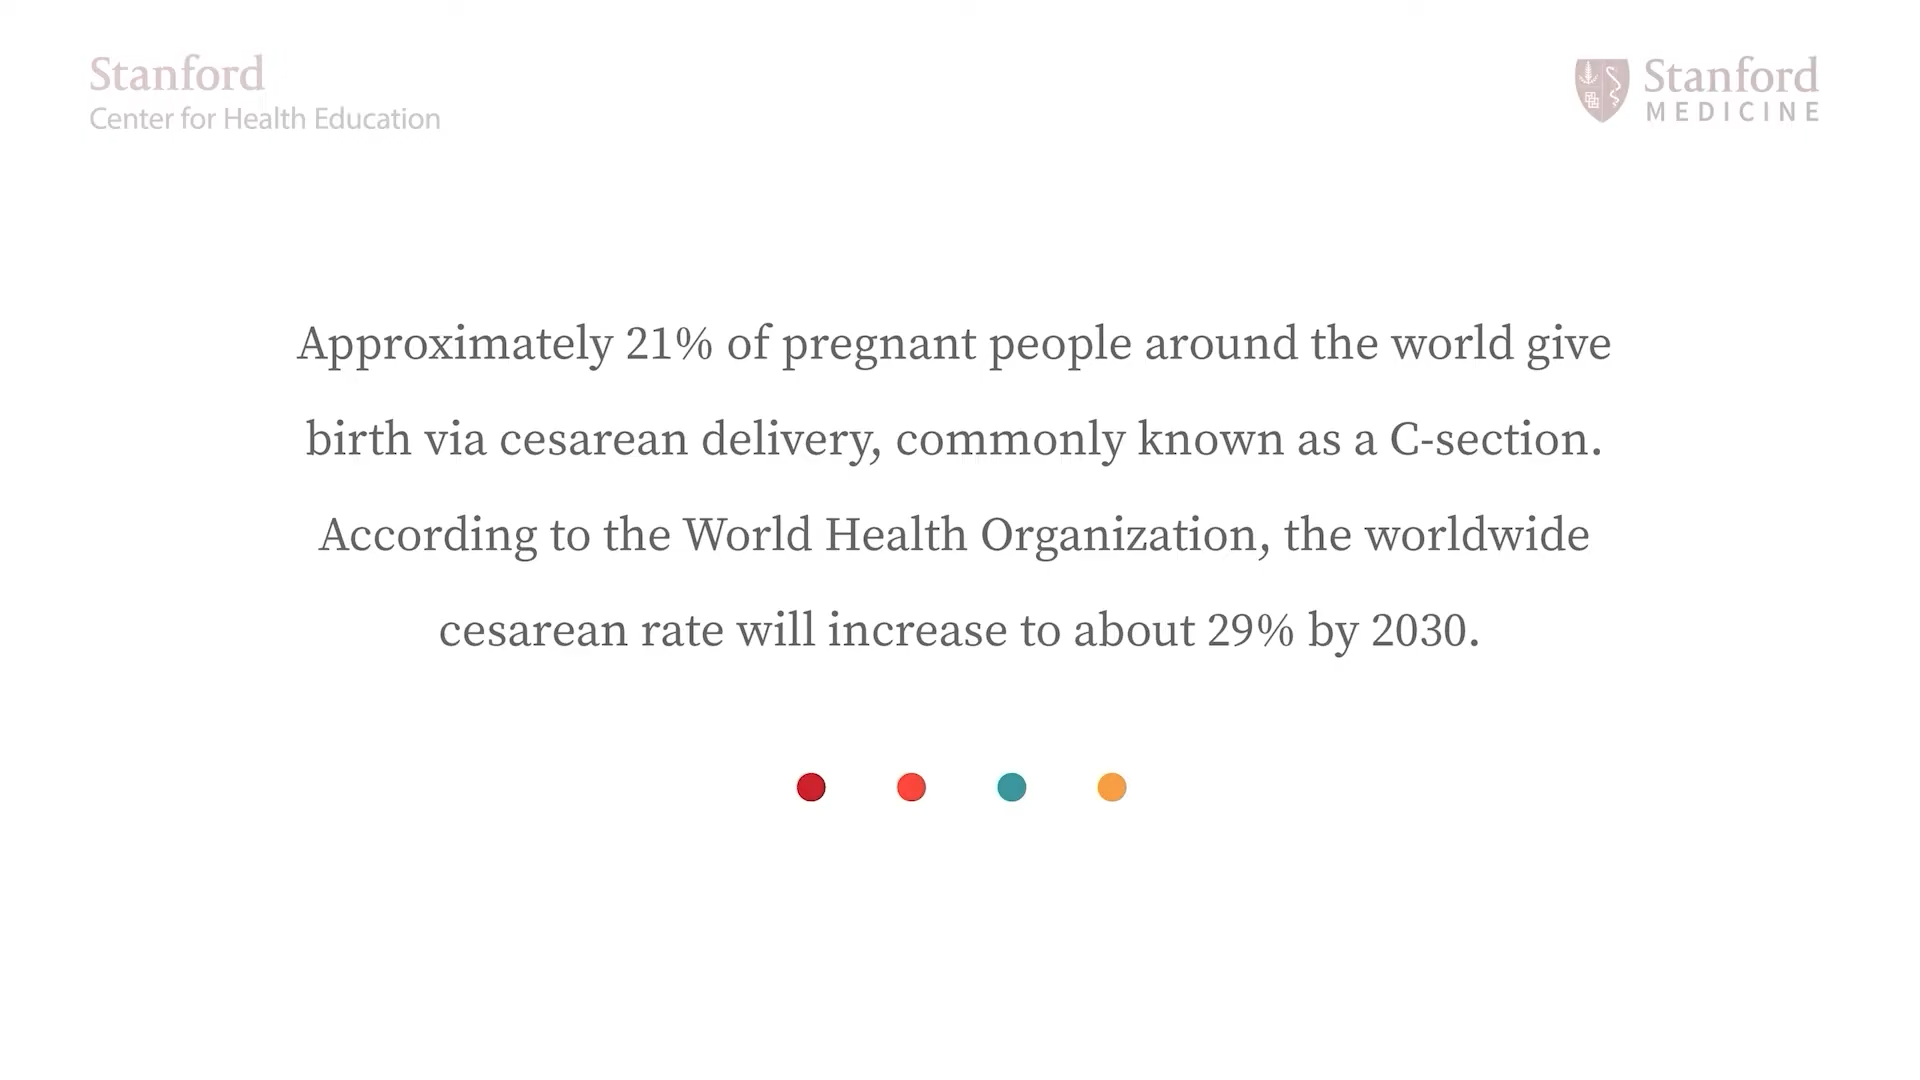 Stanford
Center for Health Education
Stanford
MEDICINE
Approximately 21% of pregnant people around the world give
birth via cesarean delivery, commonly known as a C-section.
According to the World Health Organization, the worldwide
cesarean rate will increase to about 29% by 2030.